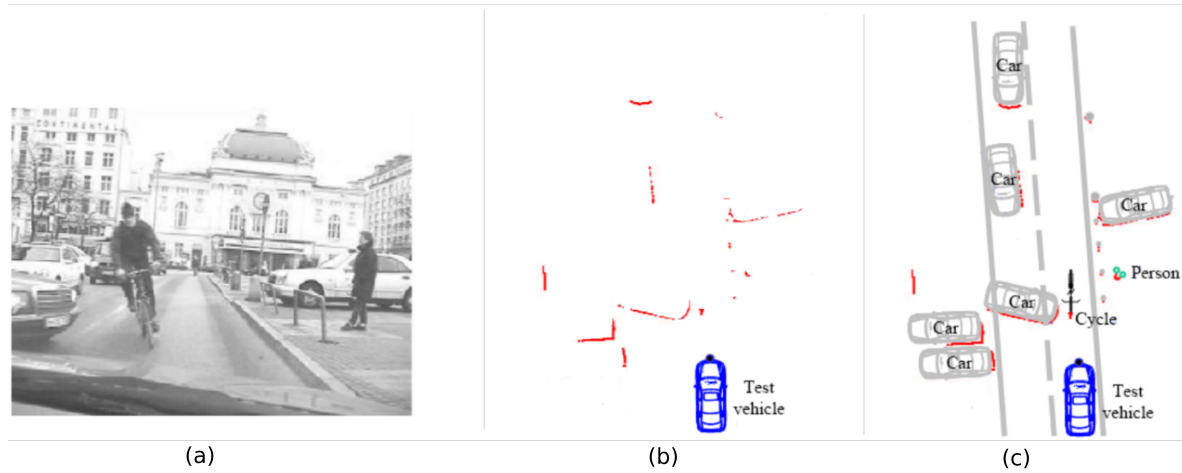 CONTINENTAL
Test
vehicle
Car
Car
Car
Person
Car
Cycle
Car
Car
Test
vehicle
(a)
(b)
(c)